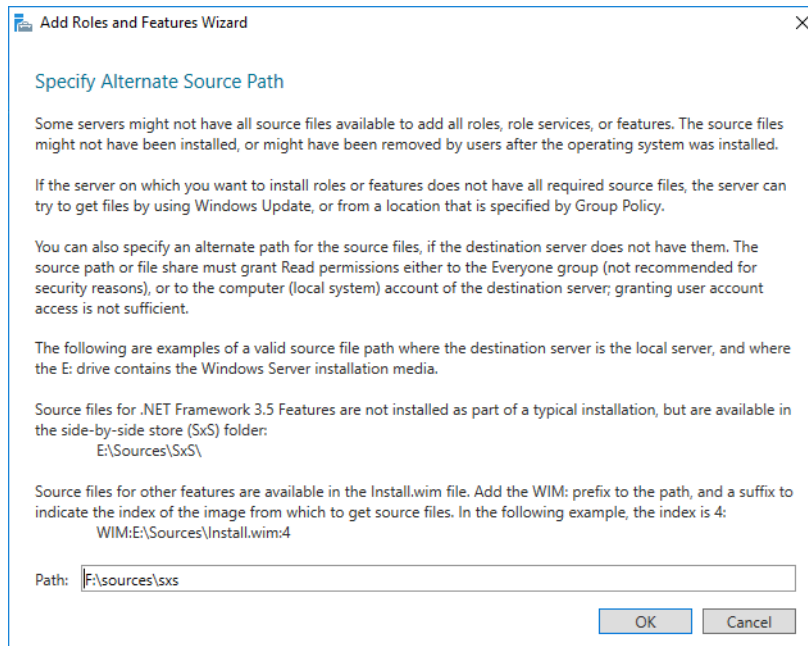 Add Roles and Features Wizard
Specify Alternate Source Path
Some servers might not have all source files available to add all roles, role services, or features. The source files
might not have been installed, or might have been removed by users after the operating system was installed.
If the server on which you want to install roles or features does not have all required source files, the server can
try to get files by using Windows Update, or from a location that is specified by Group Policy.
You can also specify an alternate path for the source files, if the destination server does not have them. The
source path or file share must grant Read permissions either to the Everyone group (not recommended for
security reasons), or to the computer (local system) account of the destination server; granting user account
access is not sufficient.
The following are examples of a valid source file path where the destination server is the local server, and where
the E: drive contains the Windows Server installation media.
Source files for .NET Framework 3.5 Features are not installed as part of a typical installation, but are available in
the side-by-side store (SxS) folder:
E:\Sources\SxS\
Source files for other features are available in the Install.wim file. Add the WIM: prefix to the path, and a suffix to
indicate the index of the image from which to get source files. In the following example, the index is 4:
WIM:E:\Sources\Install.wim:4
Path: F:\sources\sxs
OK Cancel